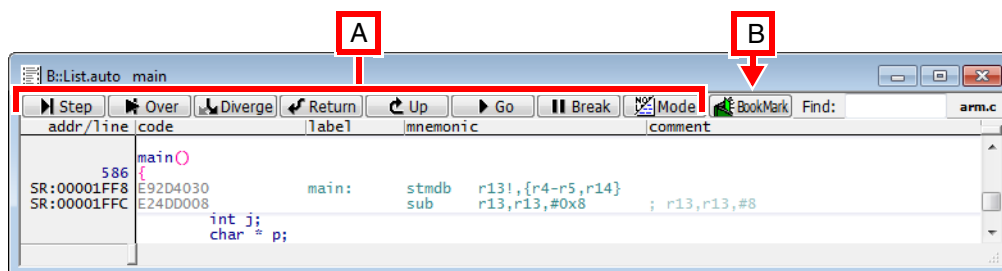 A B
B::List.auto main
Step Over Diverge Return Up Go Break Mode BookMark Find: arm.c
addr/line code label mnemonic comment
main()
586 {
SR:00001FF8 E92D4030 main: stmdb r13!,{r4-r5,r14}
SR:00001FFC E24DD008 sub r13,r13,#0x8 ; r13,r13,#8
int j;
char * p;